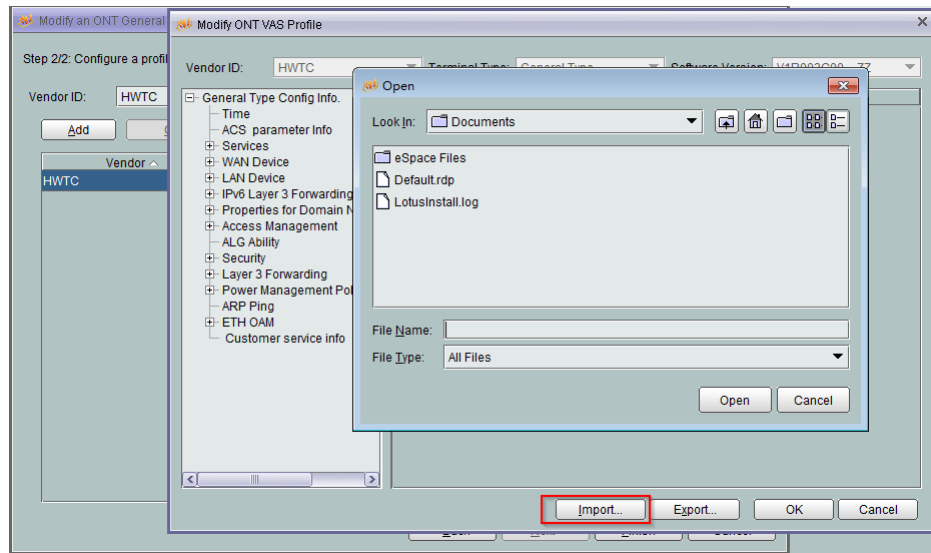 Modify an ONT General
Modify ONT VAS Profile
Step 2/2: Configure a profil
Vendor ID: HWTC
Terminal Type: General Type
Software Version:
Vendor ID: HWTC
Add
Vendor
HWTC
General Type Config Info.
Time
ACS parameter Info
Services
WAN Device
LAN Device
IPv6 Layer 3 Forwarding
Properties for Domain N
Access Management
ALG Ability
Security
Layer 3 Forwarding
Power Management Pol
ARP Ping
ETH OAM
Customer service info
Open
Look In: Documents
eSpace Files
Default.rdp
LotusInstall.log
File Name:
File Type: All Files
Open Cancel
Import... Export... OK Cancel